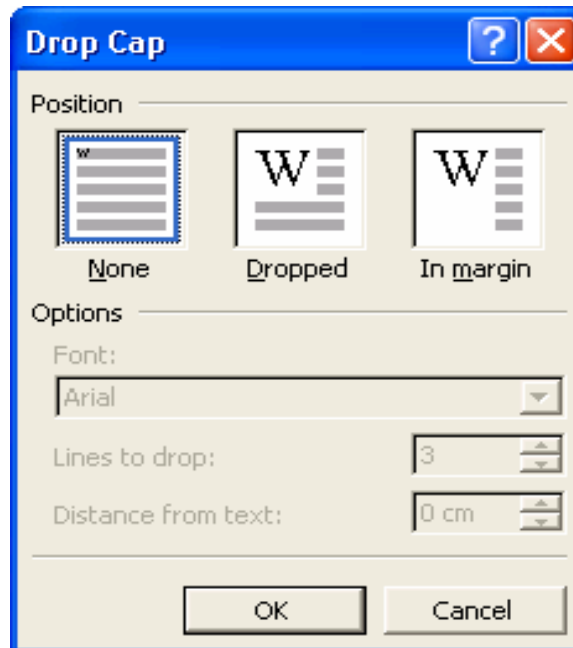 Drop Cap
Position
W W W
None Dropped In margin
Options
Font:
Arial
Lines to drop: 3
Distance from text: 0 cm
OK Cancel